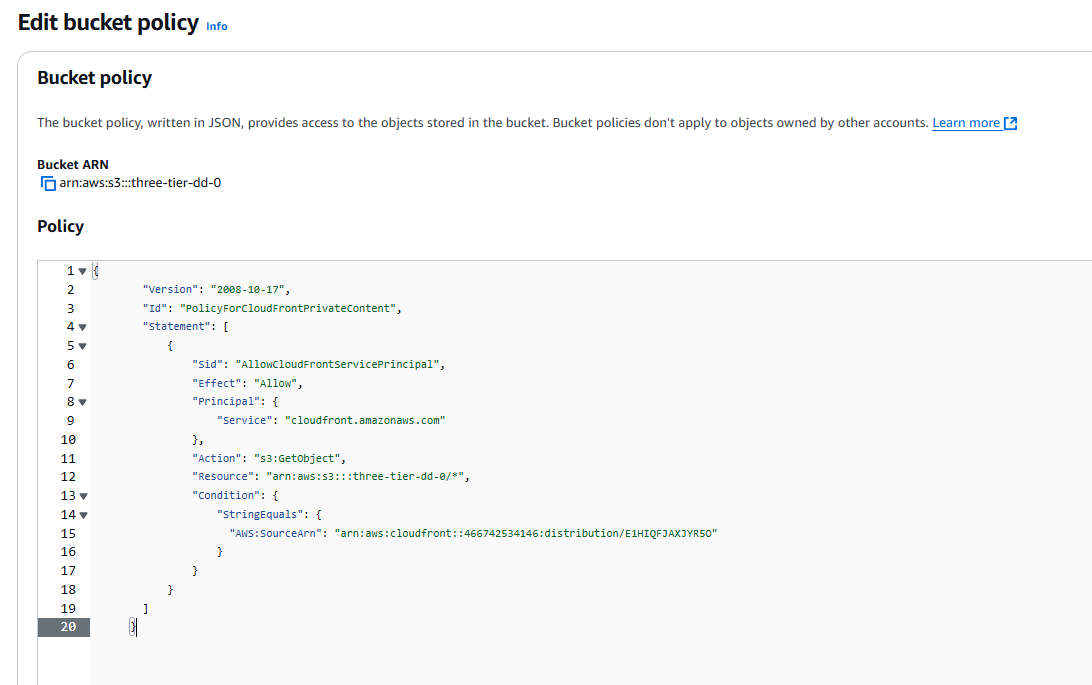 Edit bucket policy Info
Bucket policy
The bucket policy, written in JSON, provides access to the objects stored in the bucket. Bucket policies don't apply to objects owned by other accounts. Learn more
Bucket ARN
arn:aws:s3:::three-tier-dd-0
Policy
1 {
2 "Version": "2008-10-17",
3 "Id": "PolicyForCloudFrontPrivateContent",
4 "Statement": [
5 {
6 "Sid": "AllowCloudFrontServicePrincipal",
7 "Effect": "Allow",
8 "Principal": {
9 "Service": "cloudfront.amazonaws.com"
10 },
11 "Action": "s3:GetObject",
12 "Resource": "arn:aws:s3:::three-tier-dd-0/*",
13 "Condition": {
14 "StringEquals": {
15 "AWS:SourceArn": "arn:aws:cloudfront::466742534146:distribution/E1HIQFJAXJYR5O"
16 }
17 }
18 }
19 ]
20 }